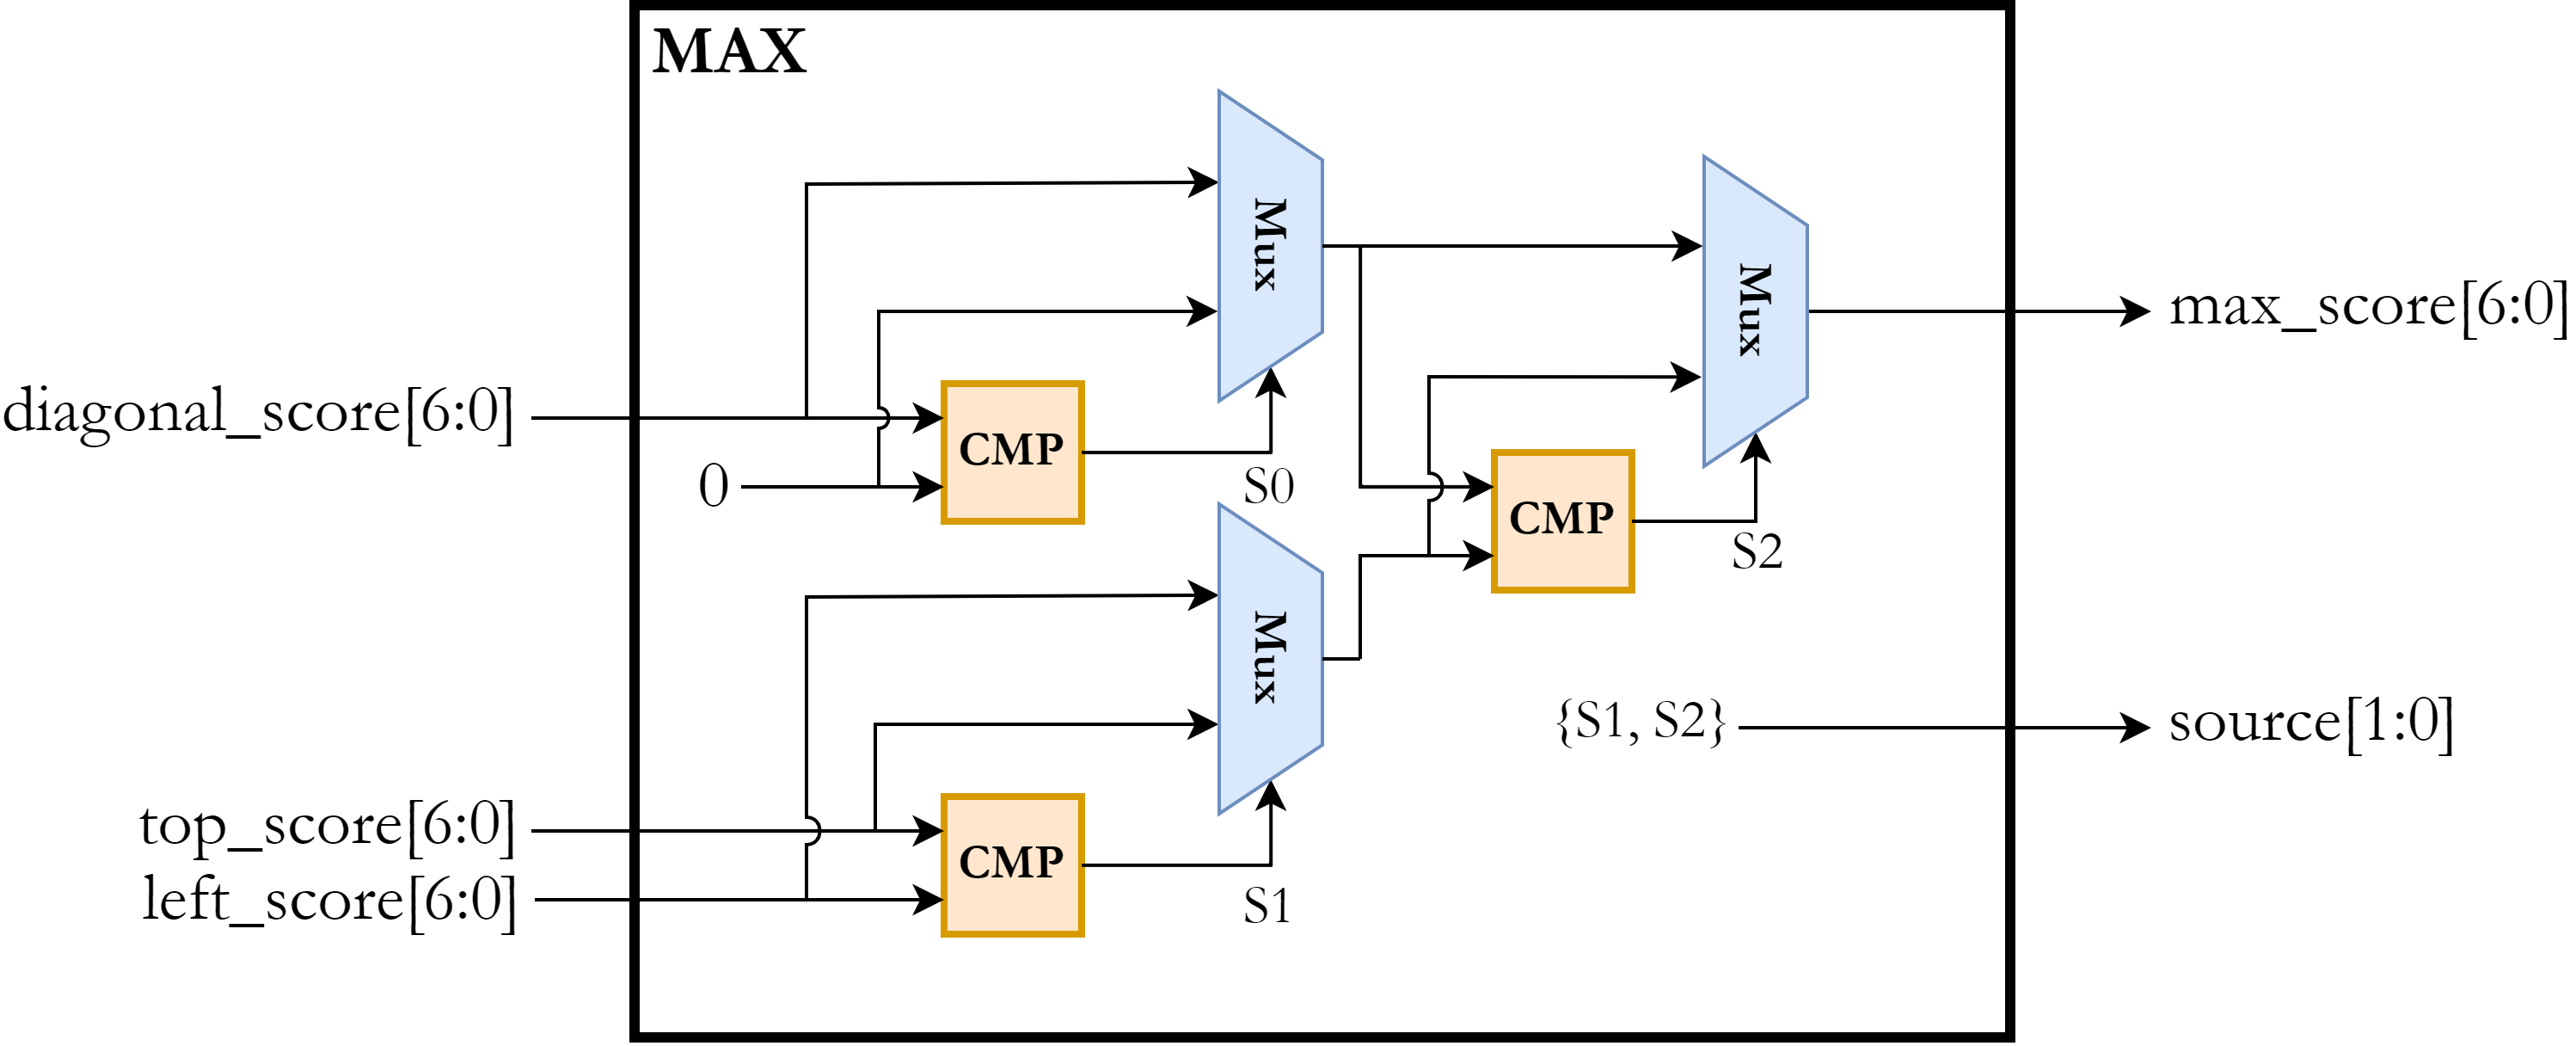 MAX
Mux
Mux
max_score[6:0]
diagonal_score[6:0]
CMP
0
S0
CMP
S2
Mux
{S1, S2}
source[1:0]
top_score[6:0]
CMP
left_score[6:0]
S1